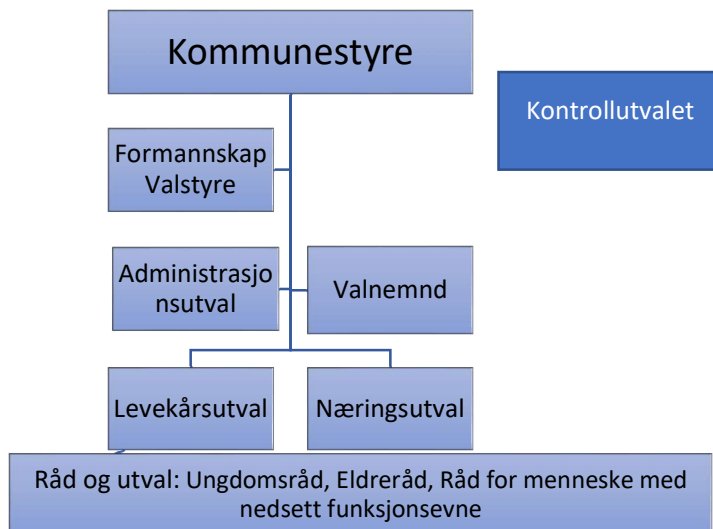 Kommunestyre
Kontrollutvalet
Formannskap
Valstyre
Administrasjo
nsutval
Valnemnd
Levekårsutval
Næringsutval
Råd og utval: Ungdomsråd, Eldreråd, Råd for menneske med
nedsett funksjonsevne